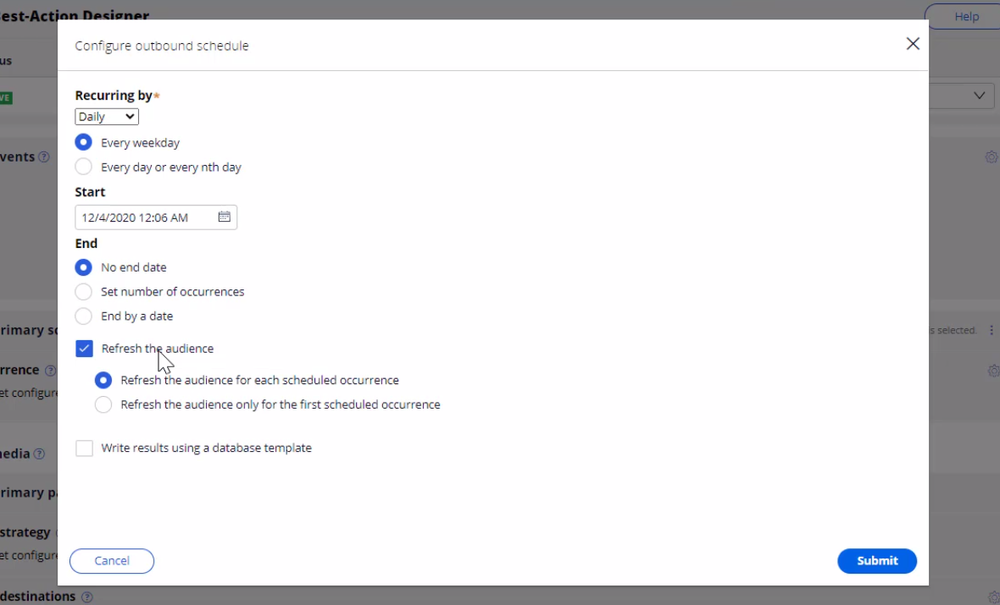 est-Action Designer
Help
Configure outbound schedule
us
VE
Recurring by*
Daily
Every weekday
vents
Every day or every nth day
Start
12/4/2020 12:06 AM
End
No end date
Set number of occurrences
End by a date
rimary so
s selected.
Refresh the audience
rrence
Refresh the audience for each scheduled occurrence
et configure
Refresh the audience only for the first scheduled occurrence
Write results using a database template
media
rimary pa
strategy
et configure
Cancel
Submit
destinations